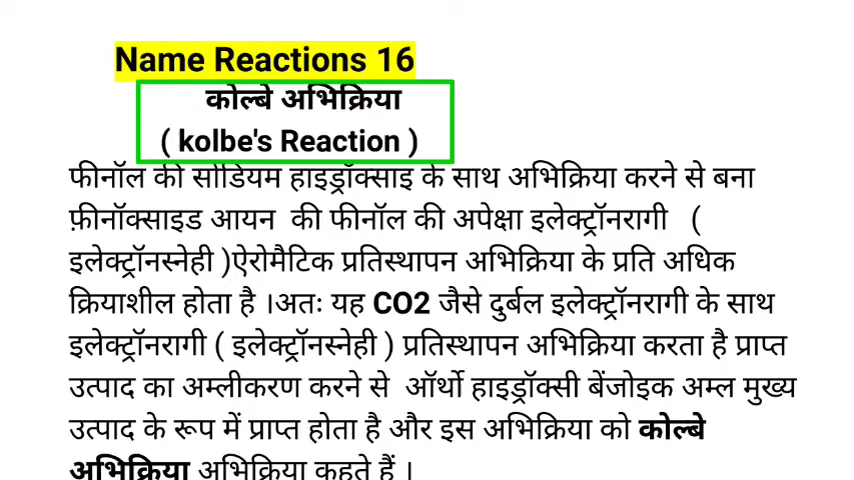 Name Reactions 16
कोल्बे अभिक्रिया
( kolbe's Reaction )
फीनॉल की सोडियम हाइड्रॉक्साइ के साथ अभिक्रिया करने से बना
फ़ीनॉक्साइड आयन की फीनॉल की अपेक्षा इलेक्ट्रॉनरागी (
इलेक्ट्रॉनस्नेही )ऐरोमैटिक प्रतिस्थापन अभिक्रिया के प्रति अधिक
क्रियाशील होता है ।अतः यह CO2 जैसे दुर्बल इलेक्ट्रॉनरागी के साथ
इलेक्ट्रॉनरागी ( इलेक्ट्रॉनस्नेही ) प्रतिस्थापन अभिक्रिया करता है प्राप्त
उत्पाद का अम्लीकरण करने से ऑर्थो हाइड्रॉक्सी बेंजोइक अम्ल मुख्य
उत्पाद के रूप में प्राप्त होता है और इस अभिक्रिया को कोल्बे
अभिक्रिया अभिक्रिया कहते हैं ।